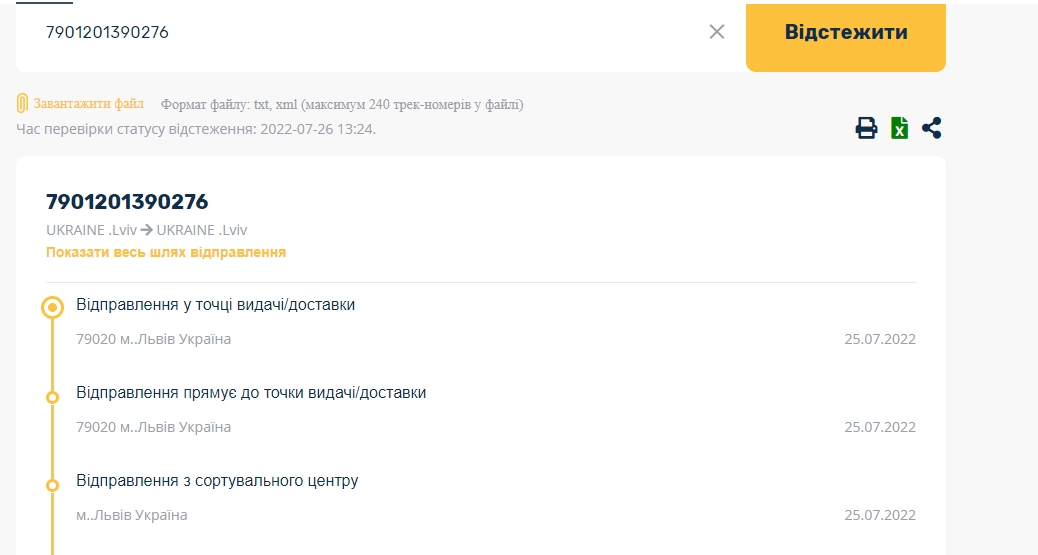 7901201390276
Відстежити
Завантажити файл Формат файлу: txt, xml (максимум 240 трек-номерів у файлі)
Час перевірки статусу відстеження: 2022-07-26 13:24.
7901201390276
UKRAINE .Lviv → UKRAINE .Lviv
Показати весь шлях відправлення
Відправлення у точці видачі/доставки
79020 м..Львів Україна 25.07.2022
Відправлення прямує до точки видачі/доставки
79020 м..Львів Україна 25.07.2022
Відправлення з сортувального центру
м..Львів Україна 25.07.2022